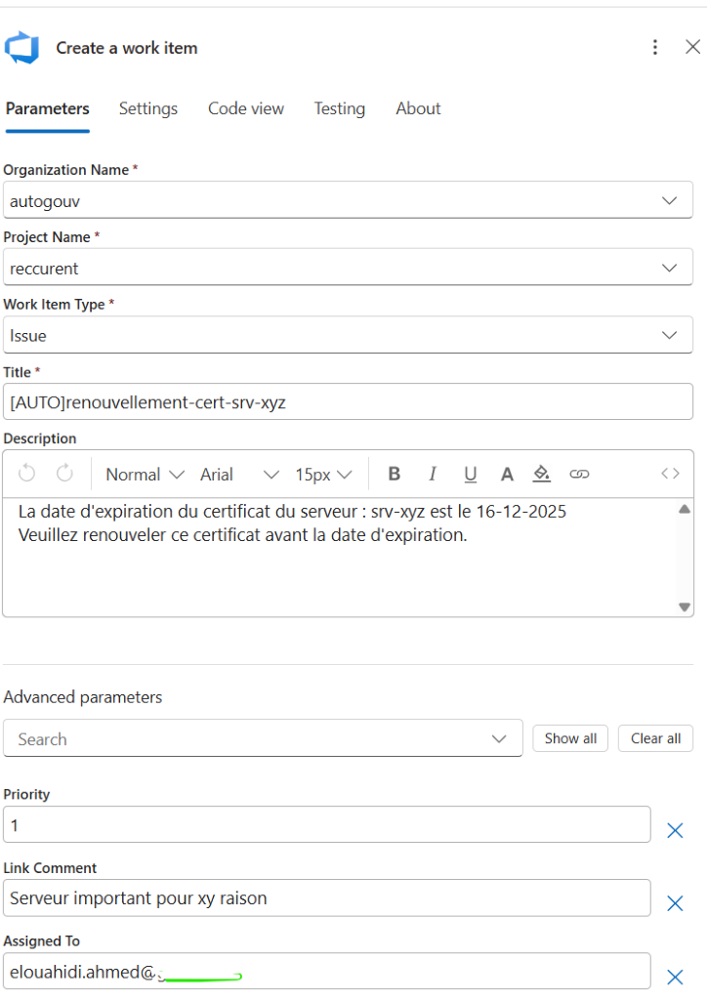 Create a work item
Parameters Settings Code view Testing About
Organization Name *
autogouv
Project Name *
reccurent
Work Item Type *
Issue
Title *
[AUTO]renouvellement-cert-srv-xyz
Description
Normal Arial 15px B I U A
La date d'expiration du certificat du serveur : srv-xyz est le 16-12-2025
Veuillez renouveler ce certificat avant la date d'expiration.
Advanced parameters
Search Show all Clear all
Priority
1
Link Comment
Serveur important pour xy raison
Assigned To
elouahidi.ahmed@